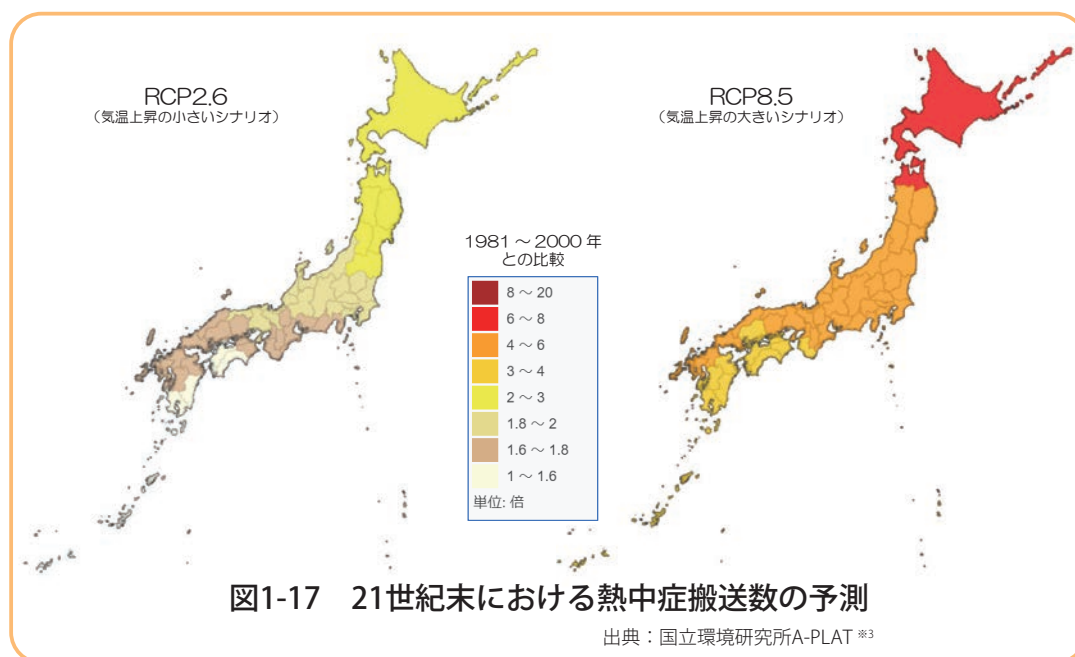 RCP2.6
（気温上昇の小さいシナリオ）
RCP8.5
（気温上昇の大きいシナリオ）
1981 ～ 2000 年
との比較
8 ～ 20
6 ～ 8
4 ～ 6
3 ～ 4
2 ～ 3
1.8 ～ 2
1.6 ～ 1.8
1 ～ 1.6
単位: 倍
図1-17　21世紀末における熱中症搬送数の予測
出典：国立環境研究所A-PLAT ※3